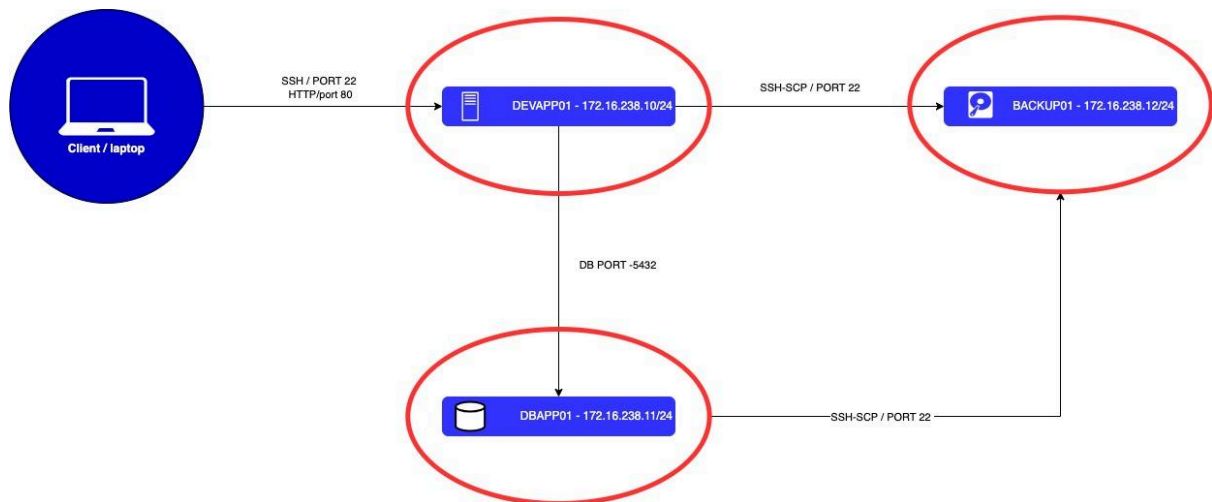 SSH / PORT 22
HTTP/port 80
Client / laptop
DEVAPP01 - 172.16.238.10/24
SSH-SCP / PORT 22
BACKUP01 - 172.16.238.12/24
DB PORT -5432
DBAPP01 - 172.16.238.11/24
SSH-SCP / PORT 22